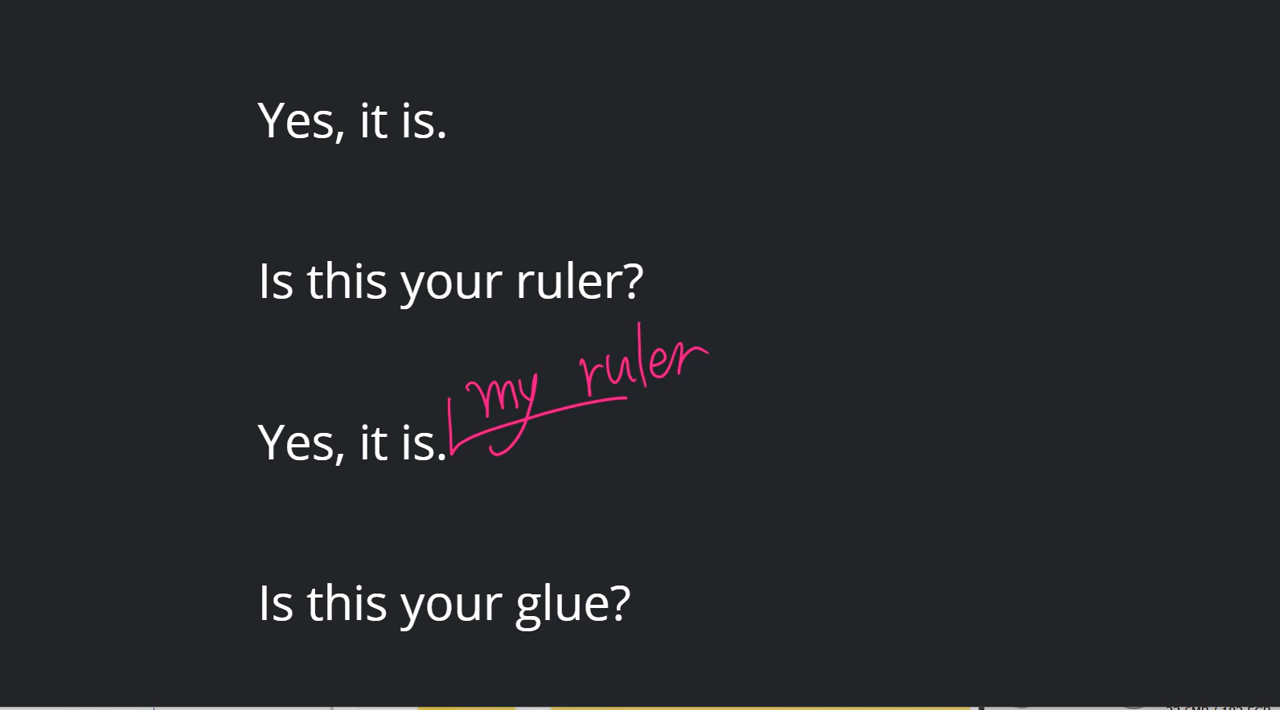 Yes, it is.
Is this your ruler?
my ruler
Yes, it is.
Is this your glue?